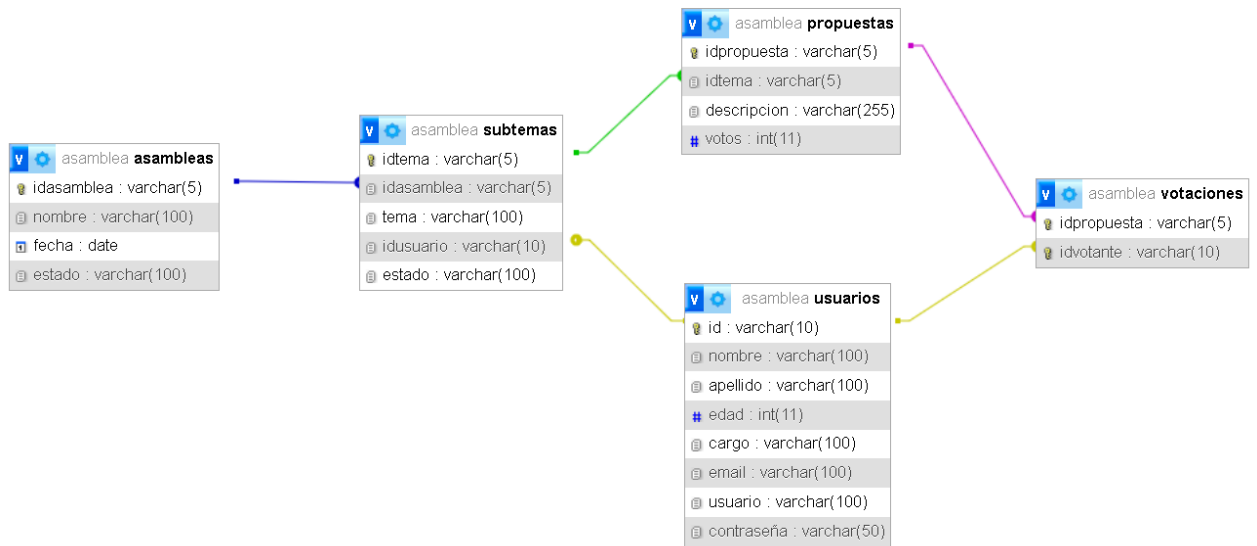 asamblea asambleas
idasamblea : varchar(5)
nombre : varchar(100)
fecha : date
estado : varchar(100)
v asamblea subtemas
idtema : varchar(5)
idasamblea : varchar(5)
tema : varchar(100)
idusuario : varchar(10)
estado : varchar(100)
v asamblea propuestas
idpropuesta : varchar(5)
idtema : varchar(5)
descripcion : varchar(255)
# votos : int(11)
v asamblea usuarios
id : varchar(10)
nombre : varchar(100)
apellido : varchar(100)
# edad : int(11)
cargo : varchar(100)
email : varchar(100)
usuario : varchar(100)
contraseña : varchar(50)
v asamblea votaciones
idpropuesta : varchar(5)
idvotante : varchar(10)